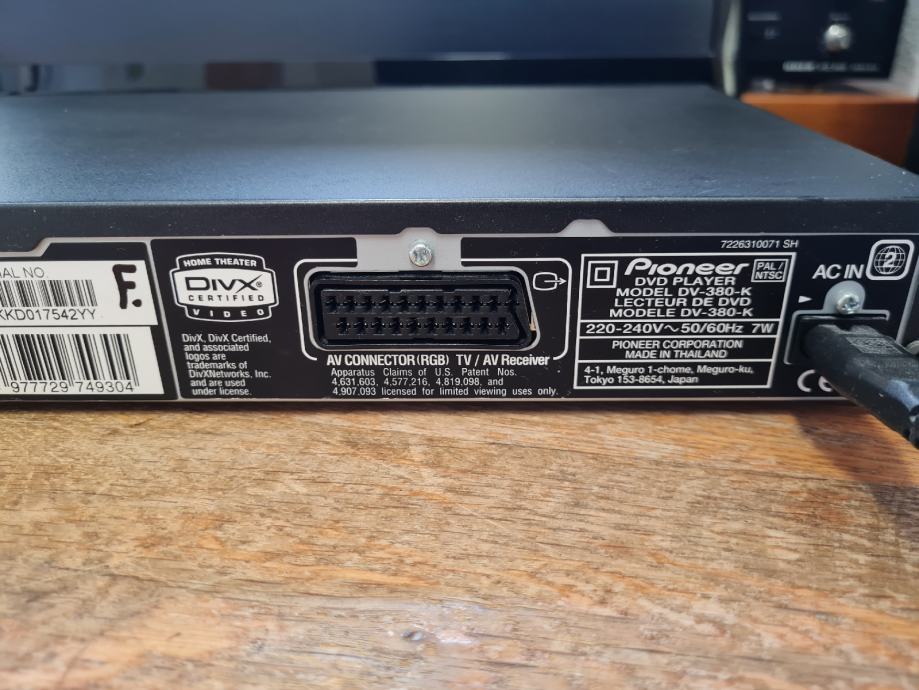 IAL NO.
KKD017542YY
F.
977729 749304
HOME THEATER
DIVX®
CERTIFIED
VIDEO
DivX, DivX Certified,
and associated
logos are
trademarks of
DivXNetworks, Inc.
and are used
under license.
AV CONNECTOR (RGB) TV / AV Receiver
Apparatus Claims of U.S. Patent Nos.
4,631,603, 4,577,216, 4,819,098, and
4,907,093 licensed for limited viewing uses only.
7226310071 SH
Pioneer
PAL/
NTSC
DVD PLAYER
MODEL DV-380-K
LECTEUR DE DVD
MODELE DV-380-K
220-240V~50/60Hz 7W
PIONEER CORPORATION
MADE IN THAILAND
4-1, Meguro 1-chome, Meguro-ku,
Tokyo 153-8654, Japan
AC IN
2
CE